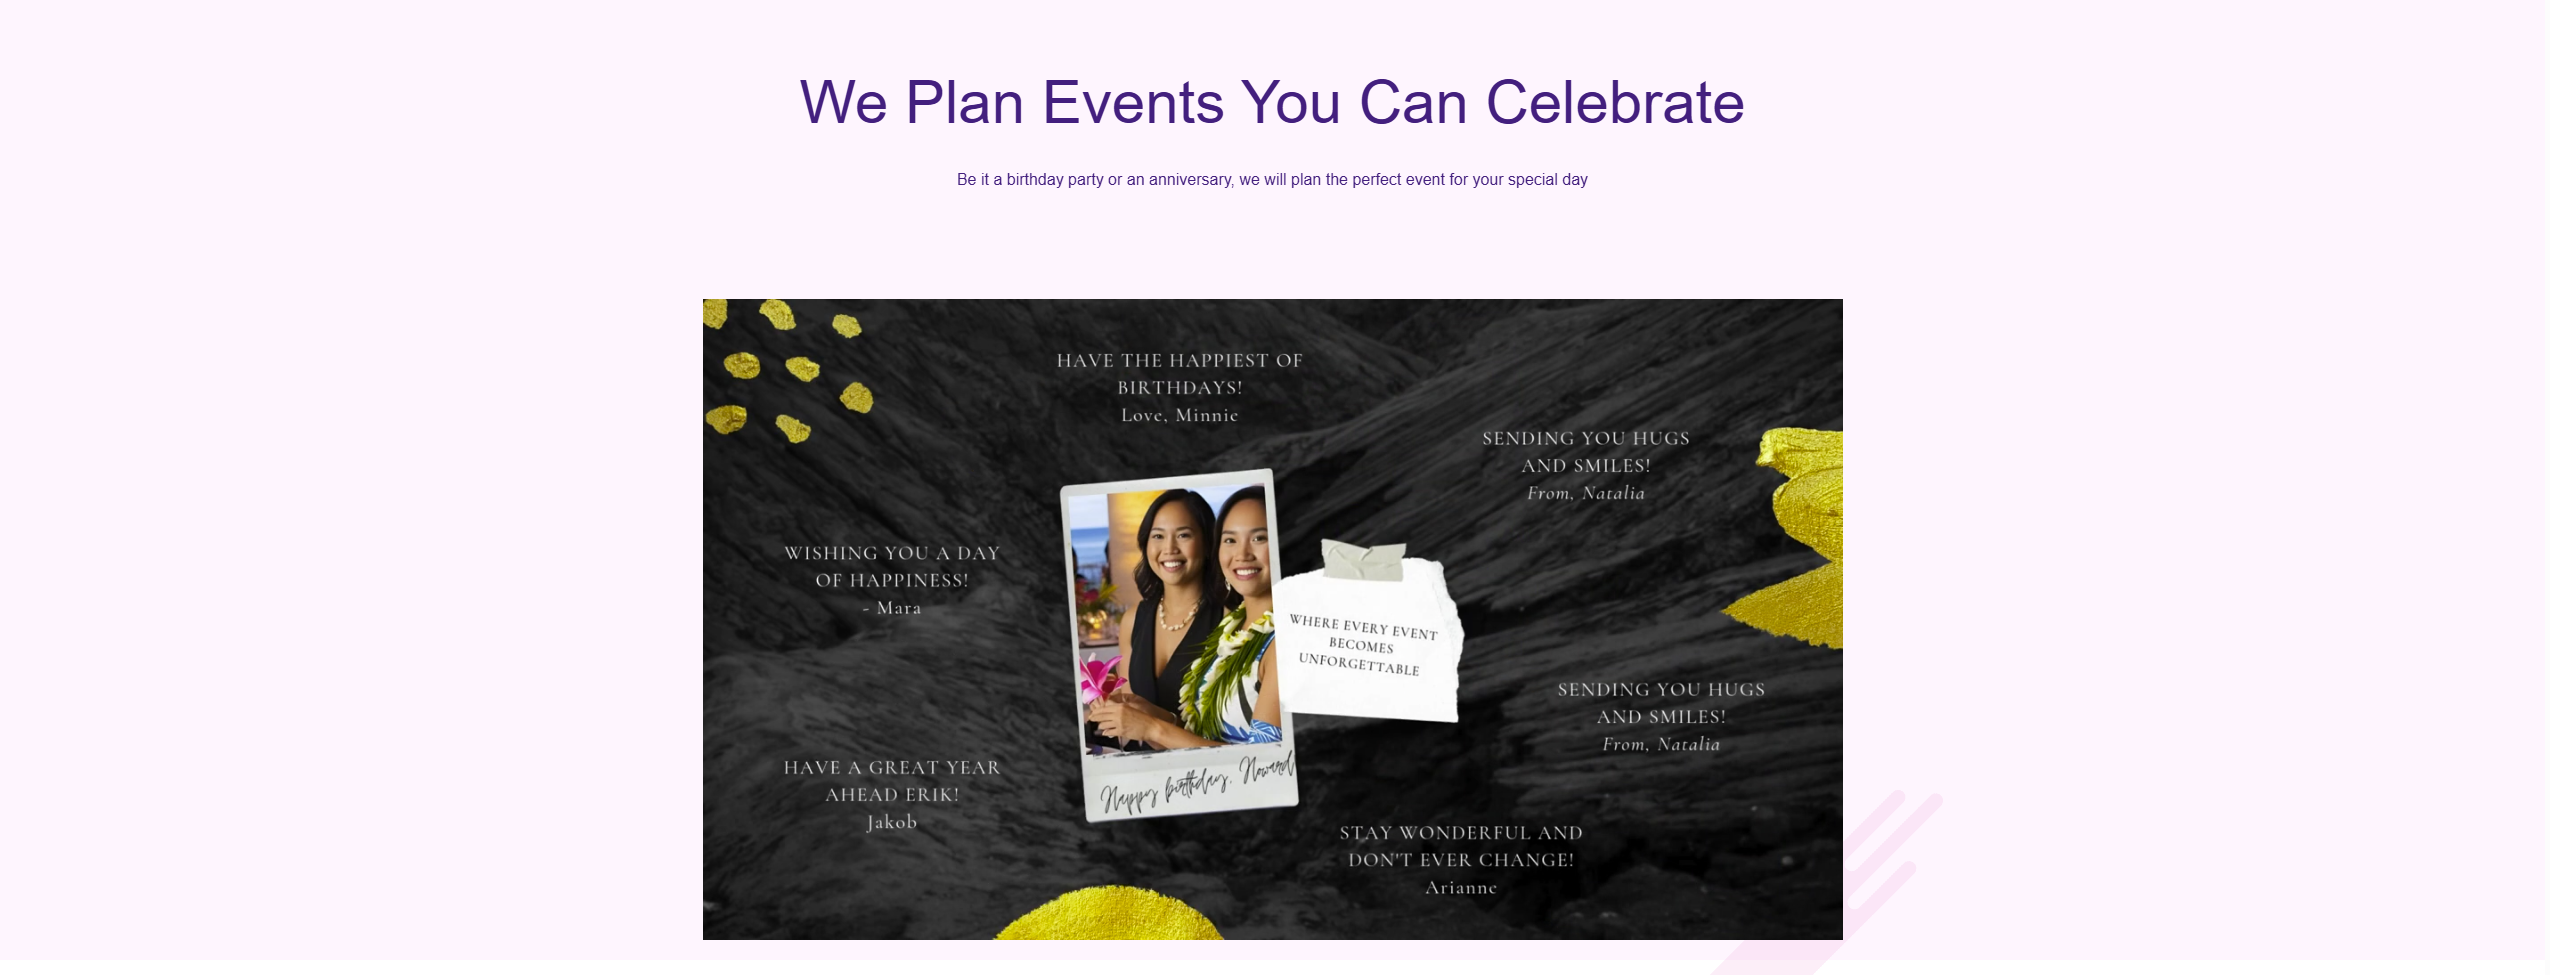 We Plan Events You Can Celebrate
Be it a birthday party or an anniversary, we will plan the perfect event for your special day
HAVE THE HAPPIEST OF
BIRTHDAYS!
Love, Minnie
SENDING YOU HUGS
AND SMILES!
From, Natalia
WISHING YOU A DAY
OF HAPPINESS!
- Mara
WHERE EVERY EVENT
BECOMES
UNFORGETTABLE
SENDING YOU HUGS
AND SMILES!
From, Natalia
HAVE A GREAT YEAR
AHEAD ERIK!
Jakob
Happy birthday, Howard
STAY WONDERFUL AND
DON'T EVER CHANGE!
Arianne